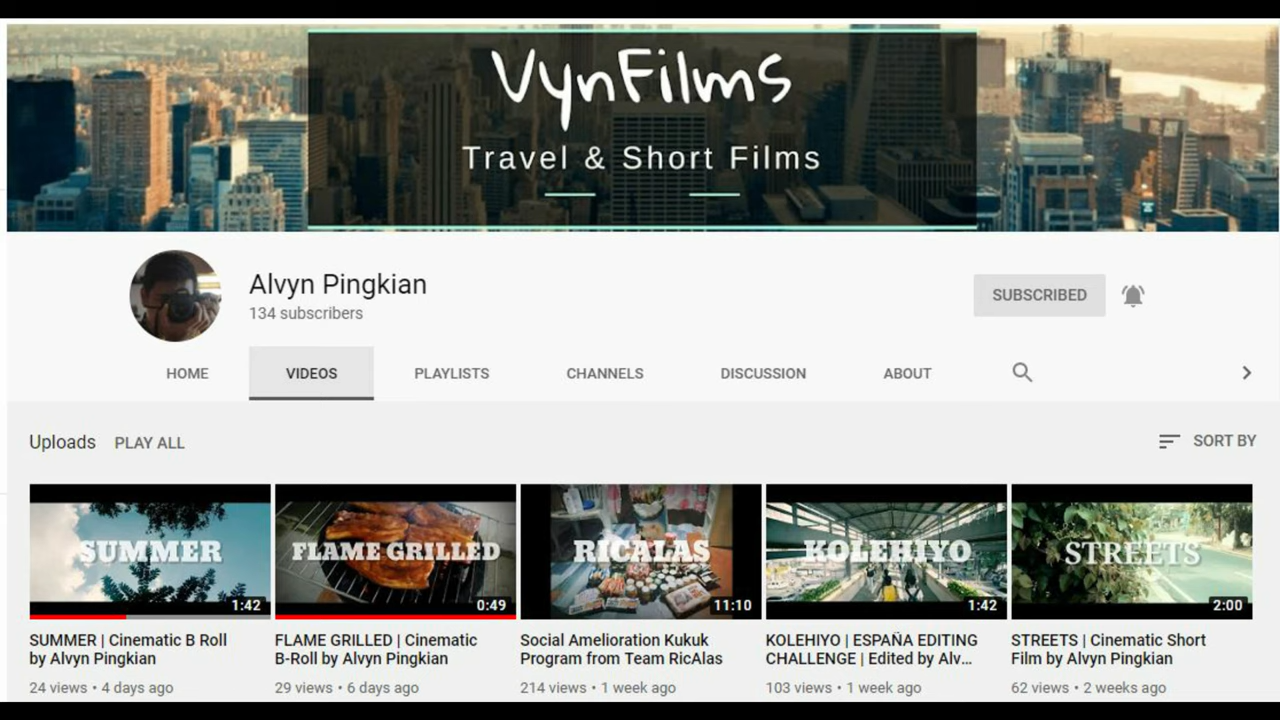 VynFilms
Travel & Short Films
Alvyn Pingkian
134 subscribers
SUBSCRIBED
HOME VIDEOS PLAYLISTS CHANNELS DISCUSSION ABOUT
Uploads PLAY ALL
SORT BY
SUMMER
1:42
FLAME GRILLED
0:49
RICALAS
11:10
KOLEHIYO
1:42
STREETS
2:00
SUMMER | Cinematic B Roll
by Alvyn Pingkian
24 views • 4 days ago
FLAME GRILLED | Cinematic
B-Roll by Alvyn Pingkian
29 views • 6 days ago
Social Amelioration Kukuk
Program from Team RicAlas
214 views • 1 week ago
KOLEHIYO | ESPAÑA EDITING
CHALLENGE | Edited by Alv...
103 views • 1 week ago
STREETS | Cinematic Short
Film by Alvyn Pingkian
62 views • 2 weeks ago